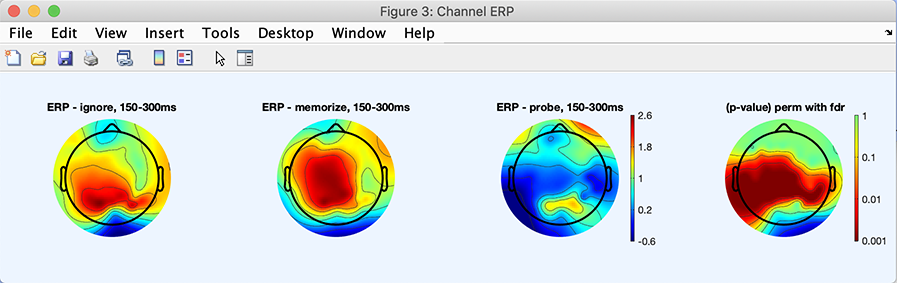 Figure 3: Channel ERP
File Edit View Insert Tools Desktop Window Help
ERP - ignore, 150-300ms
ERP - memorize, 150-300ms
ERP - probe, 150-300ms
2.6
1.8
1
0.2
-0.6
(p-value) perm with fdr
1
0.1
0.01
0.001